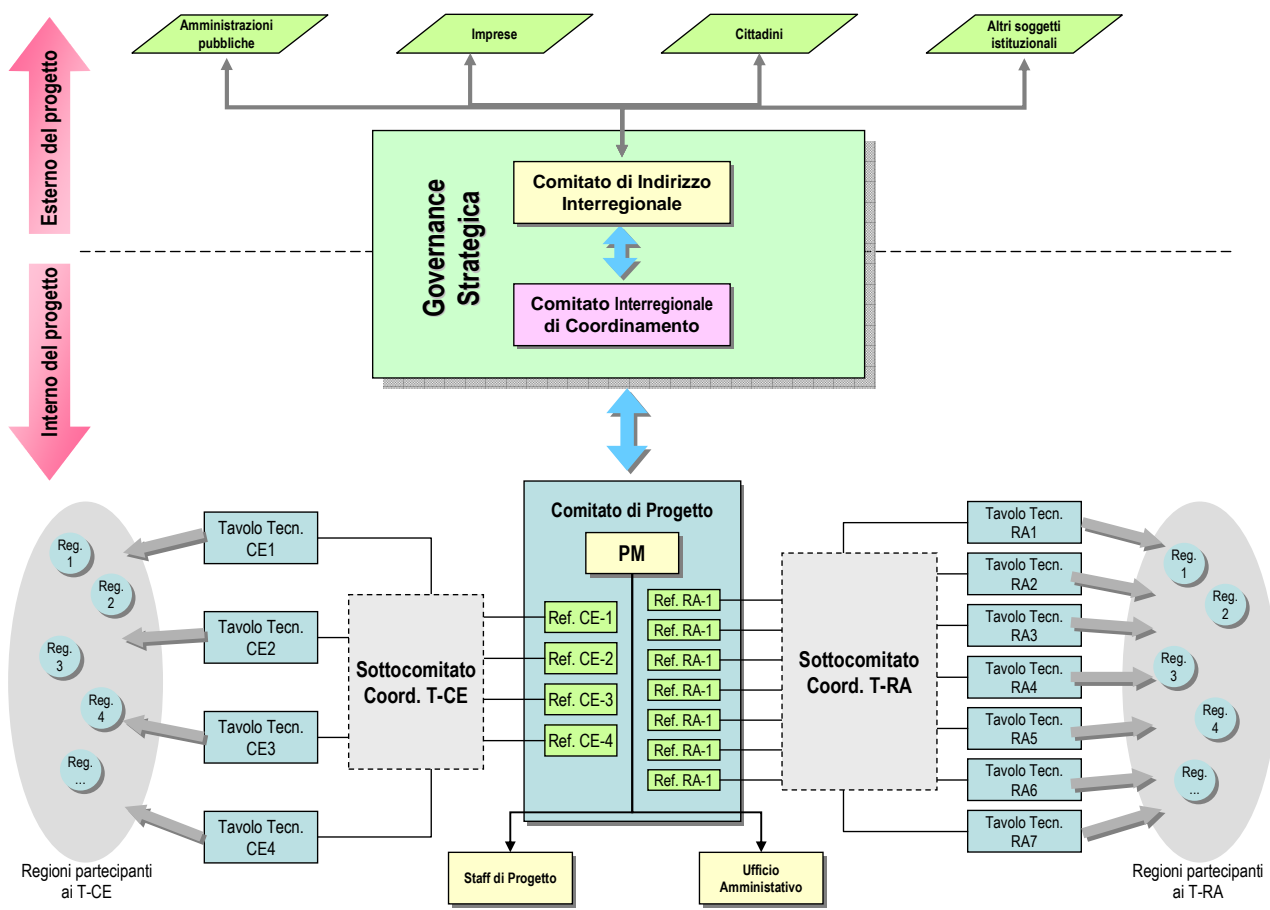 Amministrazioni
pubbliche
Imprese
Cittadini
Altri soggetti
istituzionali
Esterno del progetto
Governance
Strategica
Comitato di Indirizzo
Interregionale
Comitato Interregionale
di Coordinamento
Interno del progetto
Comitato di Progetto
PM
Reg.
1
Reg.
2
Reg.
3
Reg.
4
Reg.
...
Regioni partecipanti
ai T-CE
Tavolo Tecn.
CE1
Tavolo Tecn.
CE2
Tavolo Tecn.
CE3
Tavolo Tecn.
CE4
Sottocomitato
Coord. T-CE
Ref. CE-1
Ref. CE-2
Ref. CE-3
Ref. CE-4
Ref. RA-1
Ref. RA-1
Ref. RA-1
Ref. RA-1
Ref. RA-1
Ref. RA-1
Ref. RA-1
Sottocomitato
Coord. T-RA
Tavolo Tecn.
RA1
Tavolo Tecn.
RA2
Tavolo Tecn.
RA3
Tavolo Tecn.
RA4
Tavolo Tecn.
RA5
Tavolo Tecn.
RA6
Tavolo Tecn.
RA7
Reg.
1
Reg.
2
Reg.
3
Reg.
4
Reg.
...
Regioni partecipanti
ai T-RA
Staff di Progetto
Ufficio
Amministativo